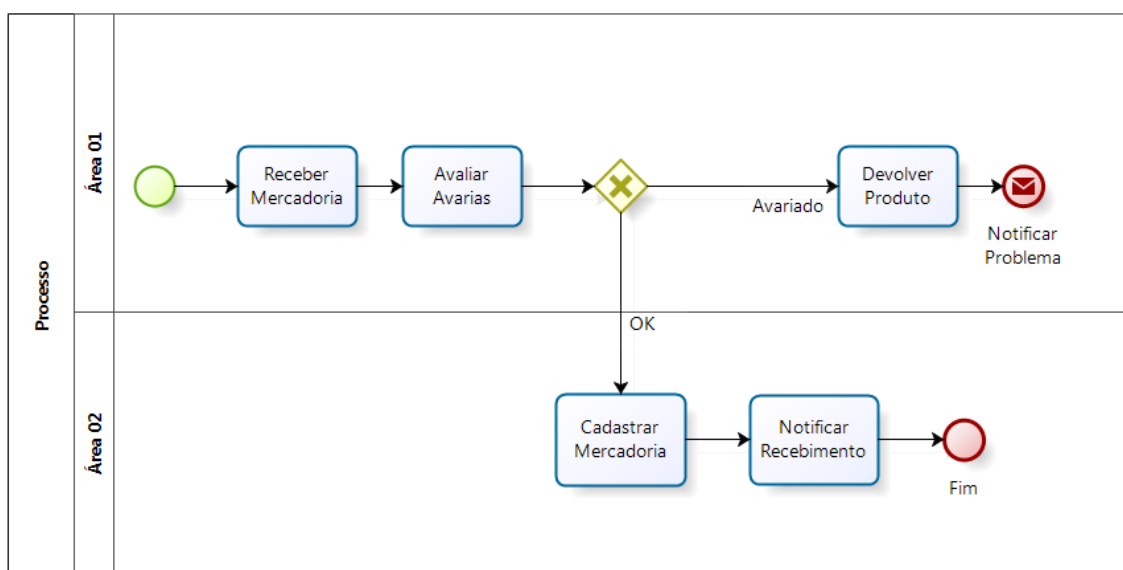 Processo
Área 01
Receber
Mercadoria
Avaliar
Avarias
Avariado
Devolver
Produto
Notificar
Problema
OK
Área 02
Cadastrar
Mercadoria
Notificar
Recebimento
Fim